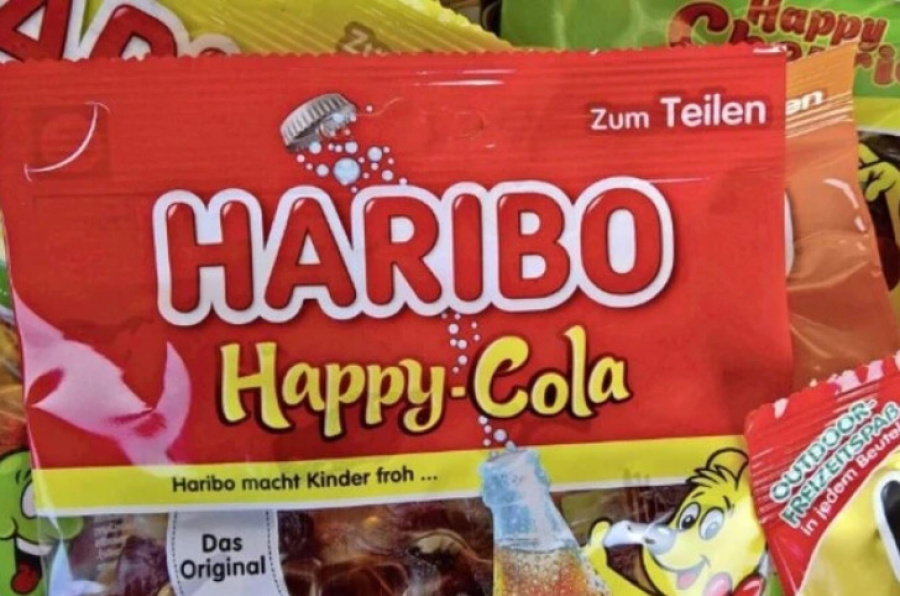 Happy
Zum Teilen
HARIBO
Happy-Cola
Haribo macht Kinder froh ...
Das
Original
OUTDOOR-
FREIZEITSPAß
in jedem Beutel